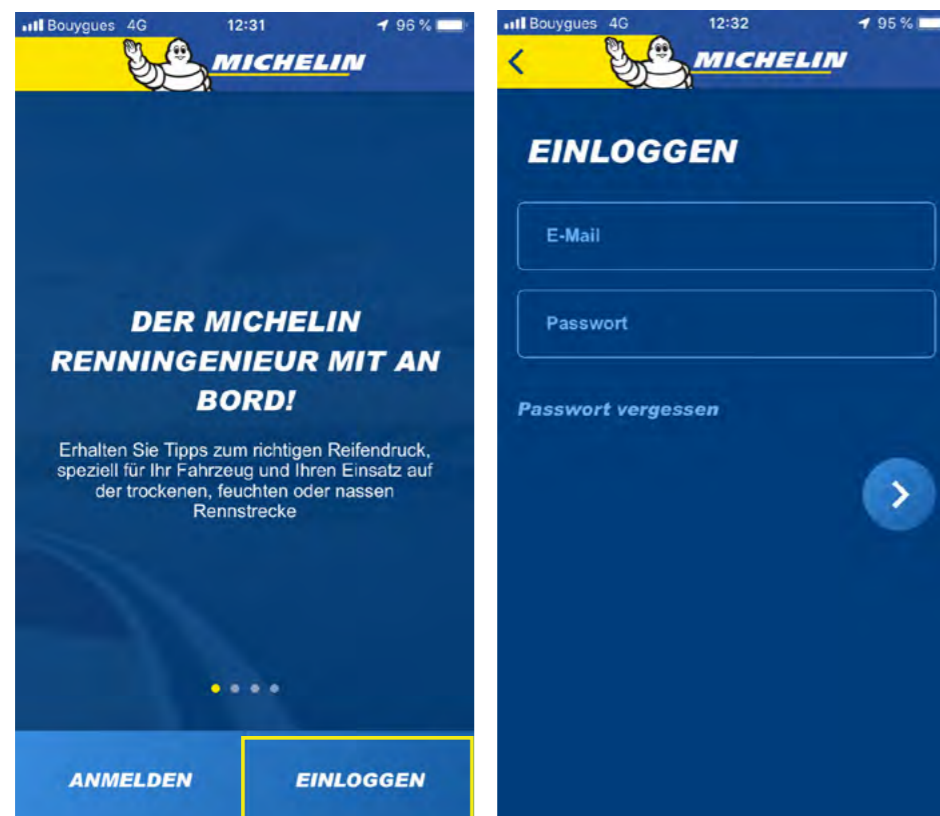 Bouygues 4G 12:31 96 %
MICHELIN
DER MICHELIN
RENNINGENIEUR MIT AN
BORD!
Erhalten Sie Tipps zum richtigen Reifendruck,
speziell für Ihr Fahrzeug und Ihren Einsatz auf
der trockenen, feuchten oder nassen
Rennstrecke
ANMELDEN
EINLOGGEN
Bouygues 4G 12:32 95 %
MICHELIN
EINLOGGEN
E-Mail
Passwort
Passwort vergessen